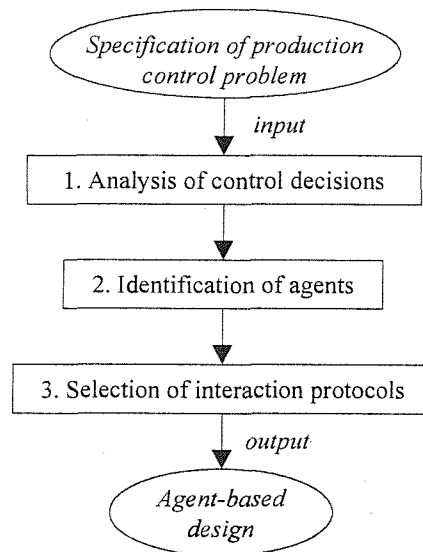 Specification of production
control problem
input
1. Analysis of control decisions
2. Identification of agents
3. Selection of interaction protocols
output
Agent-based
design